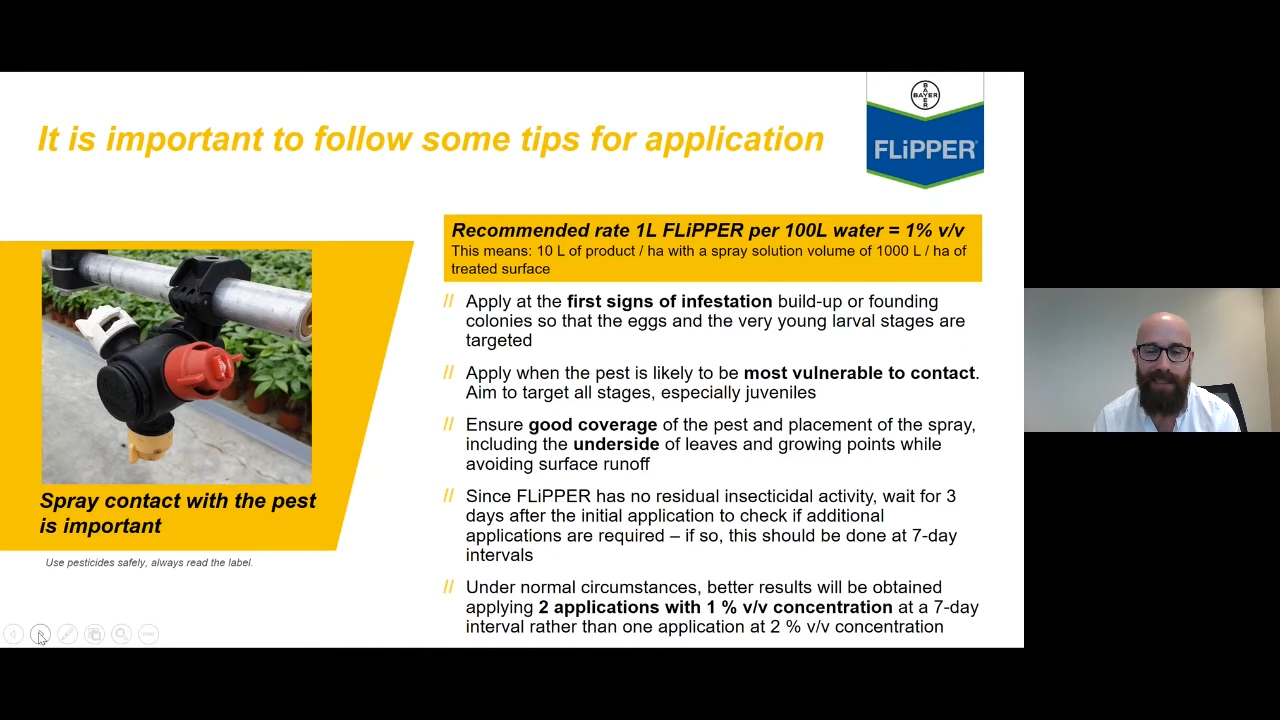 It is important to follow some tips for application
BAYER
BAYER
FLiPPER®
Recommended rate 1L FLiPPER per 100L water = 1% v/v
This means: 10 L of product / ha with a spray solution volume of 1000 L / ha of
treated surface
// Apply at the first signs of infestation build-up or founding
colonies so that the eggs and the very young larval stages are
targeted
// Apply when the pest is likely to be most vulnerable to contact.
Aim to target all stages, especially juveniles
// Ensure good coverage of the pest and placement of the spray,
including the underside of leaves and growing points while
avoiding surface runoff
// Since FLiPPER has no residual insecticidal activity, wait for 3
days after the initial application to check if additional
applications are required – if so, this should be done at 7-day
intervals
// Under normal circumstances, better results will be obtained
applying 2 applications with 1 % v/v concentration at a 7-day
interval rather than one application at 2 % v/v concentration
Spray contact with the pest
is important
Use pesticides safely, always read the label.